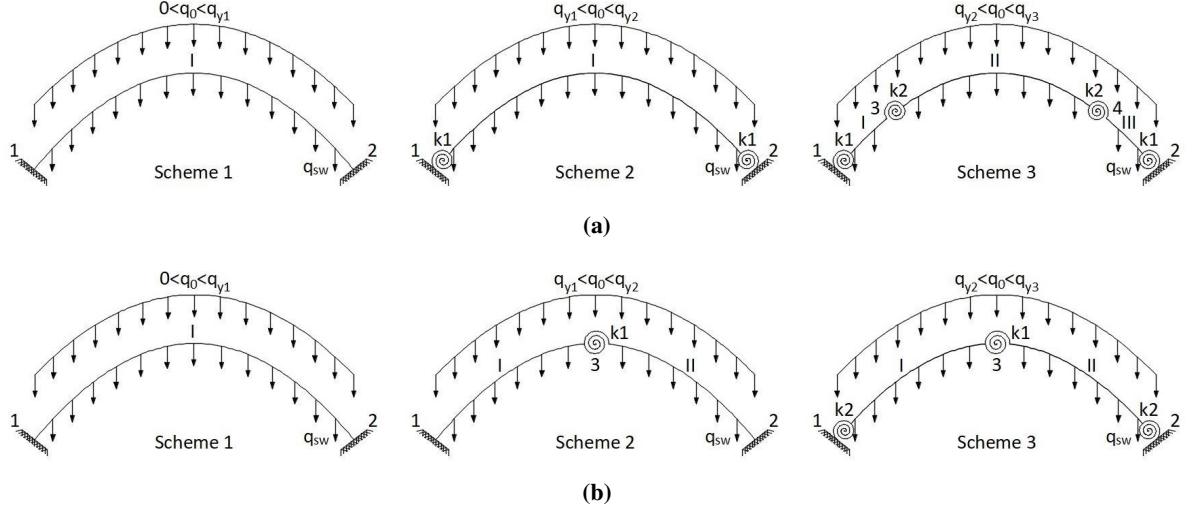 0<q₀<qy1 qy1<q₀<qy2 qy2<q₀<qy3
I I II
k2 k2
3 4
I III
1 2 1 k1 k1 2 1 k1 k1 2
qsw qsw qsw
Scheme 1 Scheme 2 Scheme 3
(a)
0<q₀<qy1 qy1<q₀<qy2 qy2<q₀<qy3
I k1 k1
I 3 II I 3 II
1 2 1 2 1 k2 k2 2
qsw qsw qsw
Scheme 1 Scheme 2 Scheme 3
(b)